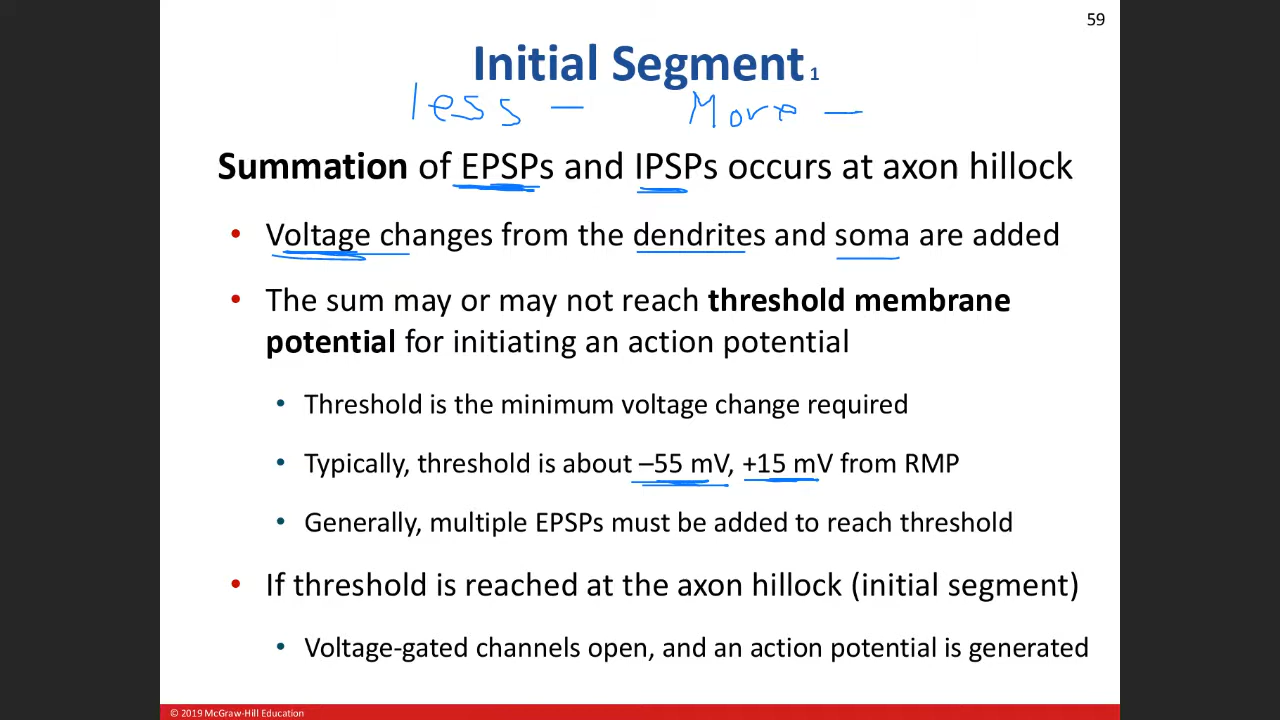 59
Initial Segment 1
less – More –
Summation of EPSPs and IPSPs occurs at axon hillock
• Voltage changes from the dendrites and soma are added
• The sum may or may not reach threshold membrane
potential for initiating an action potential
• Threshold is the minimum voltage change required
• Typically, threshold is about –55 mV, +15 mV from RMP
• Generally, multiple EPSPs must be added to reach threshold
• If threshold is reached at the axon hillock (initial segment)
• Voltage-gated channels open, and an action potential is generated
© 2019 McGraw-Hill Education